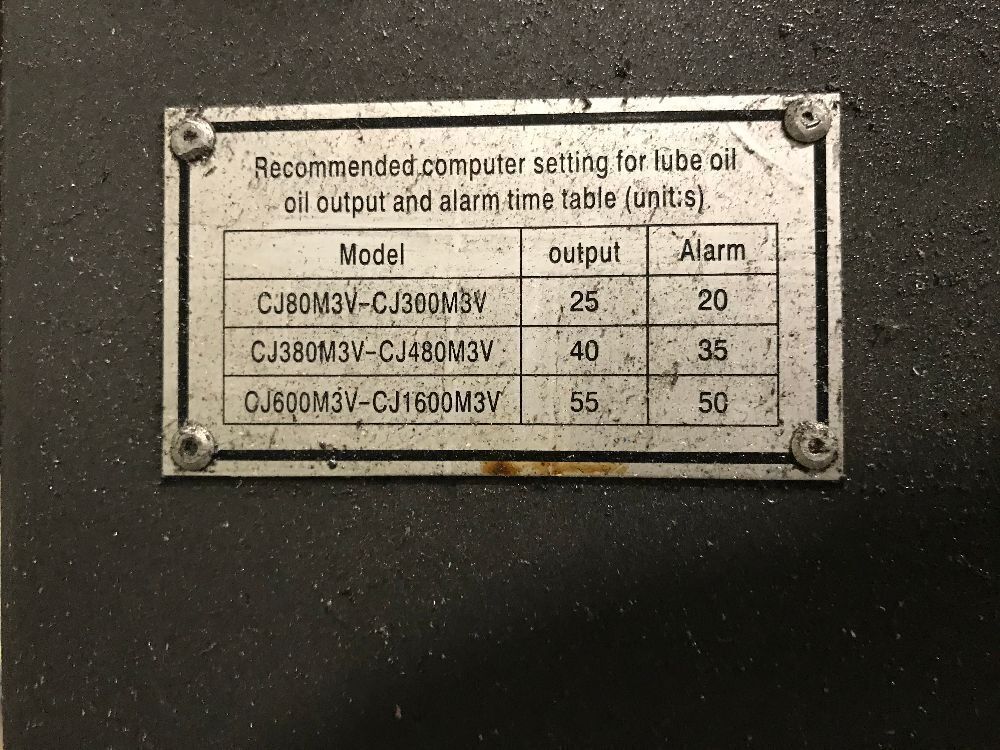 Recommended computer setting for lube oil
oil output and alarm time table (unit:s)
Model output Alarm
CJ80M3V-CJ300M3V 25 20
CJ380M3V-CJ480M3V 40 35
CJ600M3V-CJ1600M3V 55 50